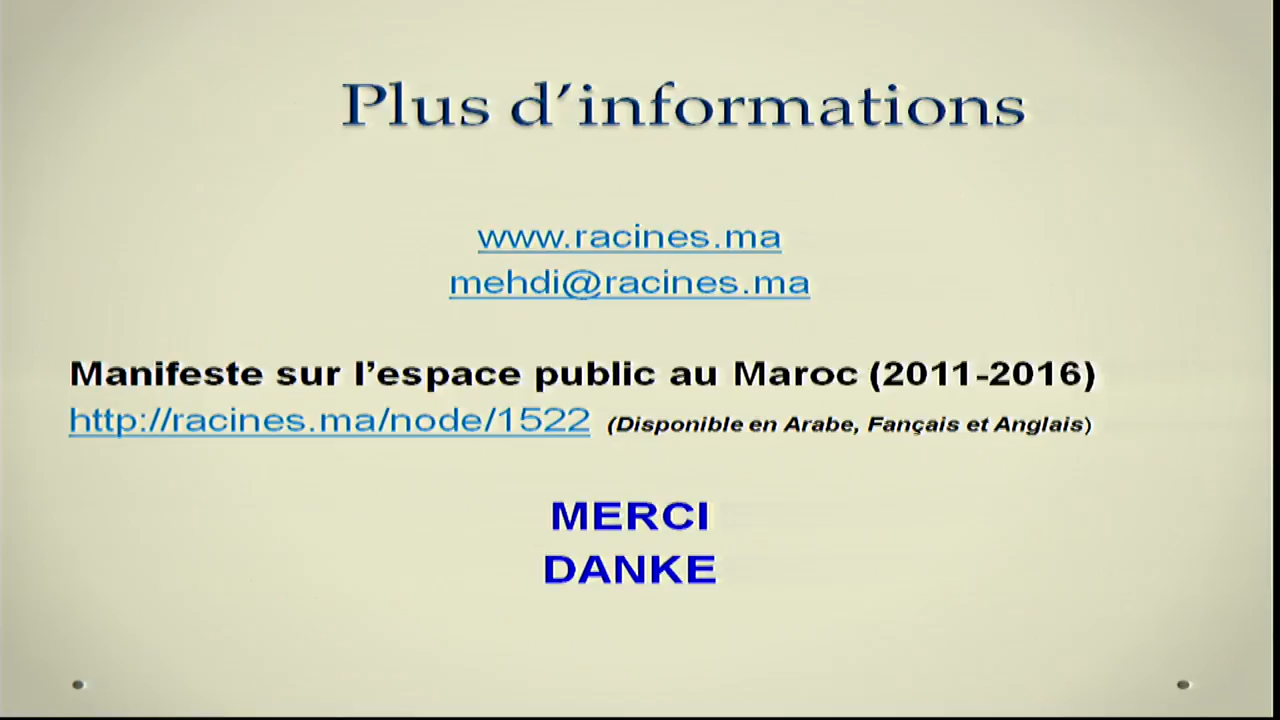 Plus d’informations
www.racines.ma
mehdi@racines.ma
Manifeste sur l’espace public au Maroc (2011-2016)
http://racines.ma/node/1522 (Disponible en Arabe, Fançais et Anglais)
MERCI
DANKE